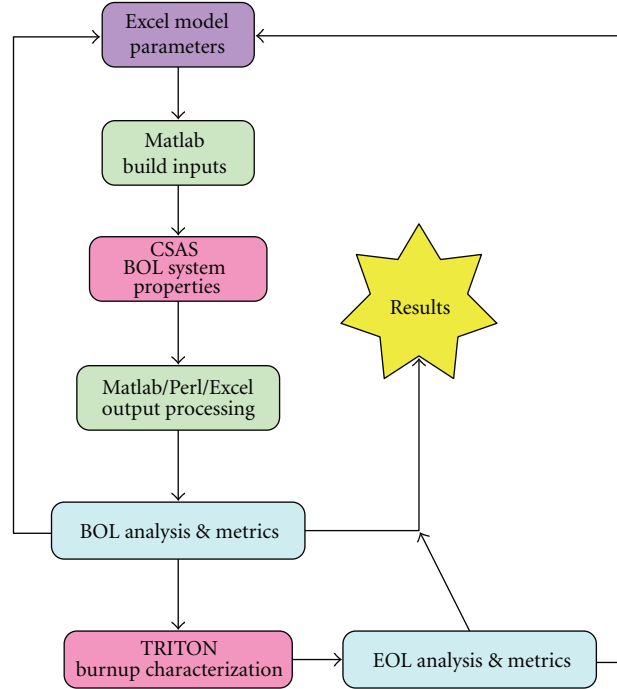 Excel model
parameters
Matlab
build inputs
CSAS
BOL system
properties
Results
Matlab/Perl/Excel
output processing
BOL analysis & metrics
TRITON
burnup characterization
EOL analysis & metrics